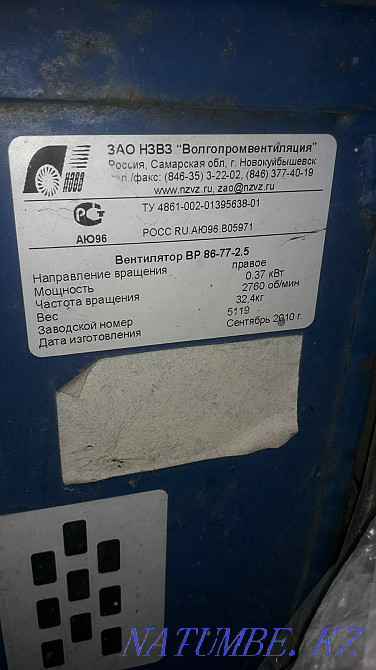 ЗАО НЗВЗ "Волгопромвентиляция"
Россия, Самарская обл, г. Новокуйбышевск
тел./факс: (846-35) 3-22-02, (846) 377-40-19
www.nzvz.ru, zao@nzvz.ru
НЗВЗ
ТУ 4861-002-01395638-01
АЮ96
РОСС RU.АЮ96.В05971
Вентилятор ВР 86-77-2.5
Направление вращения правое
Мощность 0.37 кВт
Частота вращения 2760 об/мин
Вес 32.4кг
Заводской номер 5119
Дата изготовления Сентябрь 2010 г.
NATUMBE.KZ